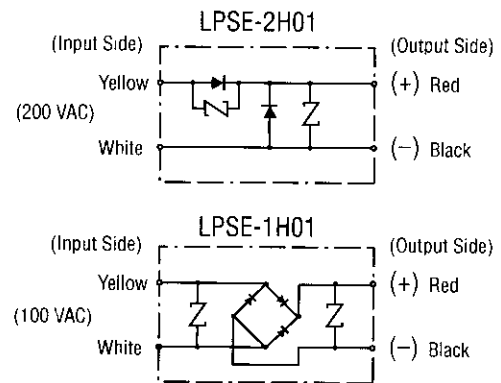 LPSE-2H01
(Input Side) (Output Side)
Yellow (+) Red
(200 VAC)
White (−) Black
LPSE-1H01
(Input Side) (Output Side)
Yellow (+) Red
(100 VAC)
White (−) Black